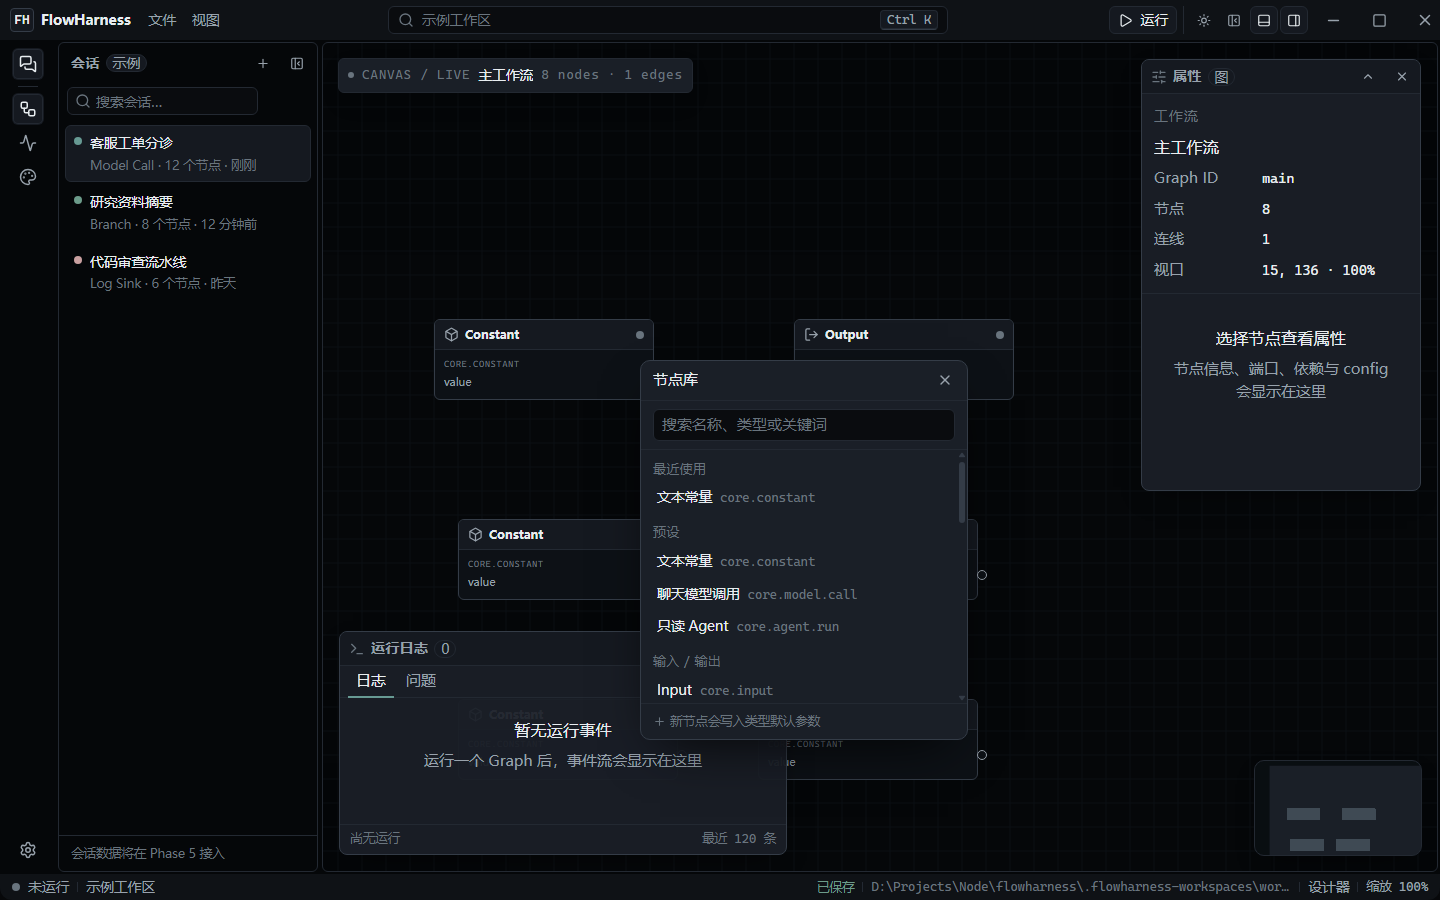 FH FlowHarness 文件 视图
示例工作区 Ctrl K
运行
会话 示例
搜索会话...
客服工单分诊
Model Call · 12 个节点 · 刚刚
研究资料摘要
Branch · 8 个节点 · 12 分钟前
代码审查流水线
Log Sink · 6 个节点 · 昨天
会话数据将在 Phase 5 接入
CANVAS / LIVE 主工作流 8 nodes · 1 edges
Constant
CORE.CONSTANT
value
Output
Constant
CORE.CONSTANT
value
节点库
搜索名称、类型或关键词
最近使用
文本常量 core.constant
预设
文本常量 core.constant
聊天模型调用 core.model.call
只读 Agent core.agent.run
输入 / 输出
Input core.input
+ 新节点会写入类型默认参数
运行日志 0
日志 问题
Constant
暂无运行事件
运行一个 Graph 后，事件流会显示在这里
尚无运行 最近 120 条
E.CONSTANT
value
属性 图
工作流
主工作流
Graph ID main
节点 8
连线 1
视口 15, 136 · 100%
选择节点查看属性
节点信息、端口、依赖与 config
会显示在这里
未运行 示例工作区
已保存 D:\Projects\Node\flowharness\.flowharness-workspaces\wor… 设计器 缩放 100%